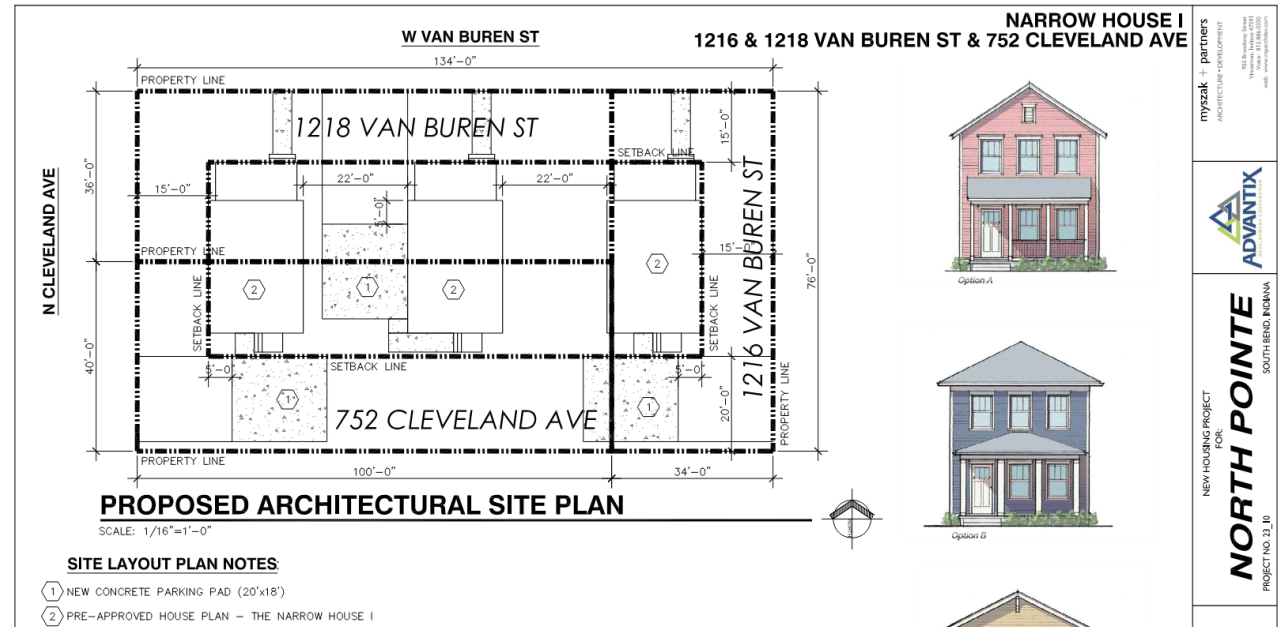 W VAN BUREN ST
NARROW HOUSE I
1216 & 1218 VAN BUREN ST & 752 CLEVELAND AVE
134'-0"
PROPERTY LINE
1218 VAN BUREN ST
15'-0"
SETBACK LINE
36'-0"
15'-0"
22'-0"
22'-0"
5'-0"
N CLEVELAND AVE
PROPERTY LINE
15'-0"
1216 VAN BUREN ST
76'-0"
2
1
2
2
SETBACK LINE
SETBACK LINE
40'-0"
5'-0"
SETBACK LINE
5'-0"
20'-0"
PROPERTY LINE
1
752 CLEVELAND AVE
1
PROPERTY LINE
100'-0"
34'-0"
PROPOSED ARCHITECTURAL SITE PLAN
SCALE: 1/16"=1'-0"
NORTH
SITE LAYOUT PLAN NOTES:
1 NEW CONCRETE PARKING PAD (20'x18')
2 PRE-APPROVED HOUSE PLAN – THE NARROW HOUSE I
Option A
Option B
myszak + partners
ARCHITECTURE • DEVELOPMENT
ADVANTIX
NEW HOUSING PROJECT
FOR:
NORTH POINTE
SOUTH BEND, INDIANA
PROJECT NO. 23_10